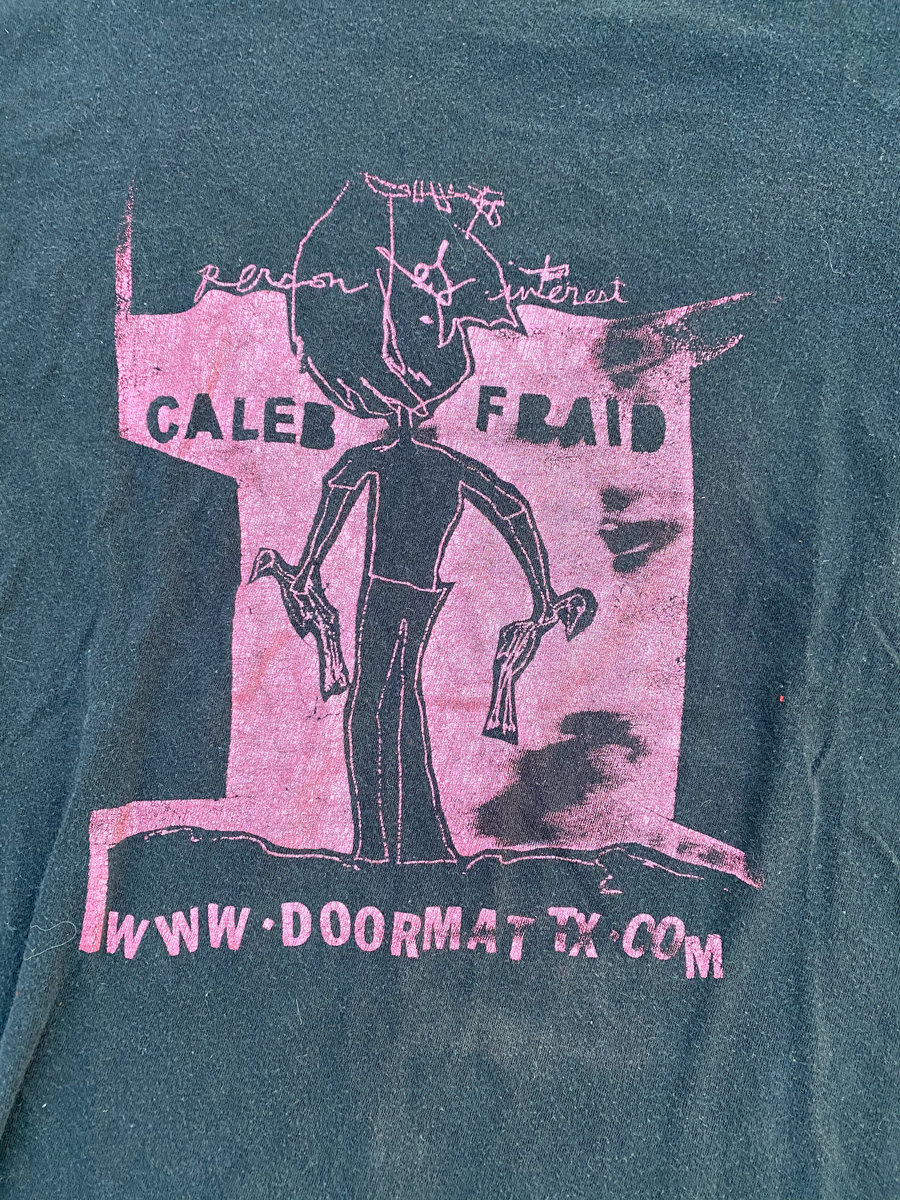 person of interest
CALEB FRAID
WWW·DOORMATTX·COM